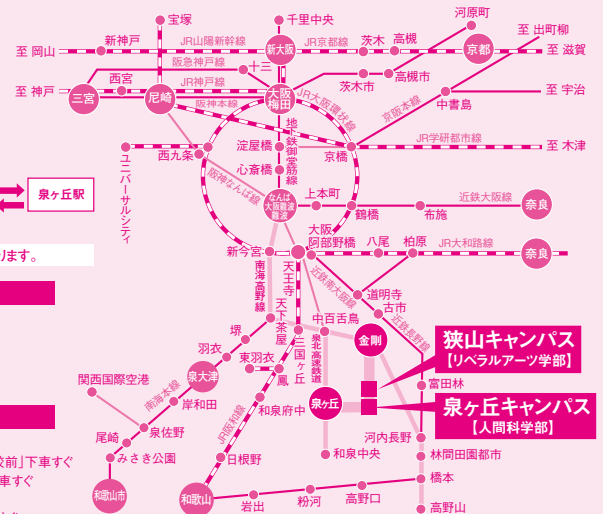 宝塚
千里中央
河原町
新神戸
JR山陽新幹線
新大阪
JR京都線
茨木
高槻
京都
至 出町柳
至 岡山
至 滋賀
阪急神戸線
十三
西宮
JR神戸線
茨木市
高槻市
至 神戸
三宮
尼崎
阪神本線
大阪
梅田
JR大阪環状線
京阪本線
中書島
至 宇治
地下鉄御堂筋線
淀屋橋
京橋
JR学研都市線
至 木津
西九条
ユニバーサルシティ
心斎橋
阪神なんば線
なんば
大阪難波
難波
上本町
鶴橋
布施
近鉄大阪線
奈良
泉ヶ丘駅
ります。
新今宮
大阪
阿部野橋
八尾
柏原
JR大和路線
奈良
天王寺
近鉄南大阪線
道明寺
古市
南海高野線
天下茶屋
中百舌鳥
近鉄長野線
堺
三国ヶ丘
泉北高速鉄道
金剛
狭山キャンパス
【リベラルアーツ学部】
羽衣
東羽衣
鳳
関西国際空港
泉大津
南海本線
岸和田
和泉府中
泉ヶ丘
富田林
泉ヶ丘キャンパス
【人間科学部】
JR阪和線
尾崎
泉佐野
河内長野
みさき公園
日根野
和泉中央
林間田園都市
校前」下車すぐ
車すぐ
和歌山市
和歌山
岩出
粉河
高野口
橋本
高野山